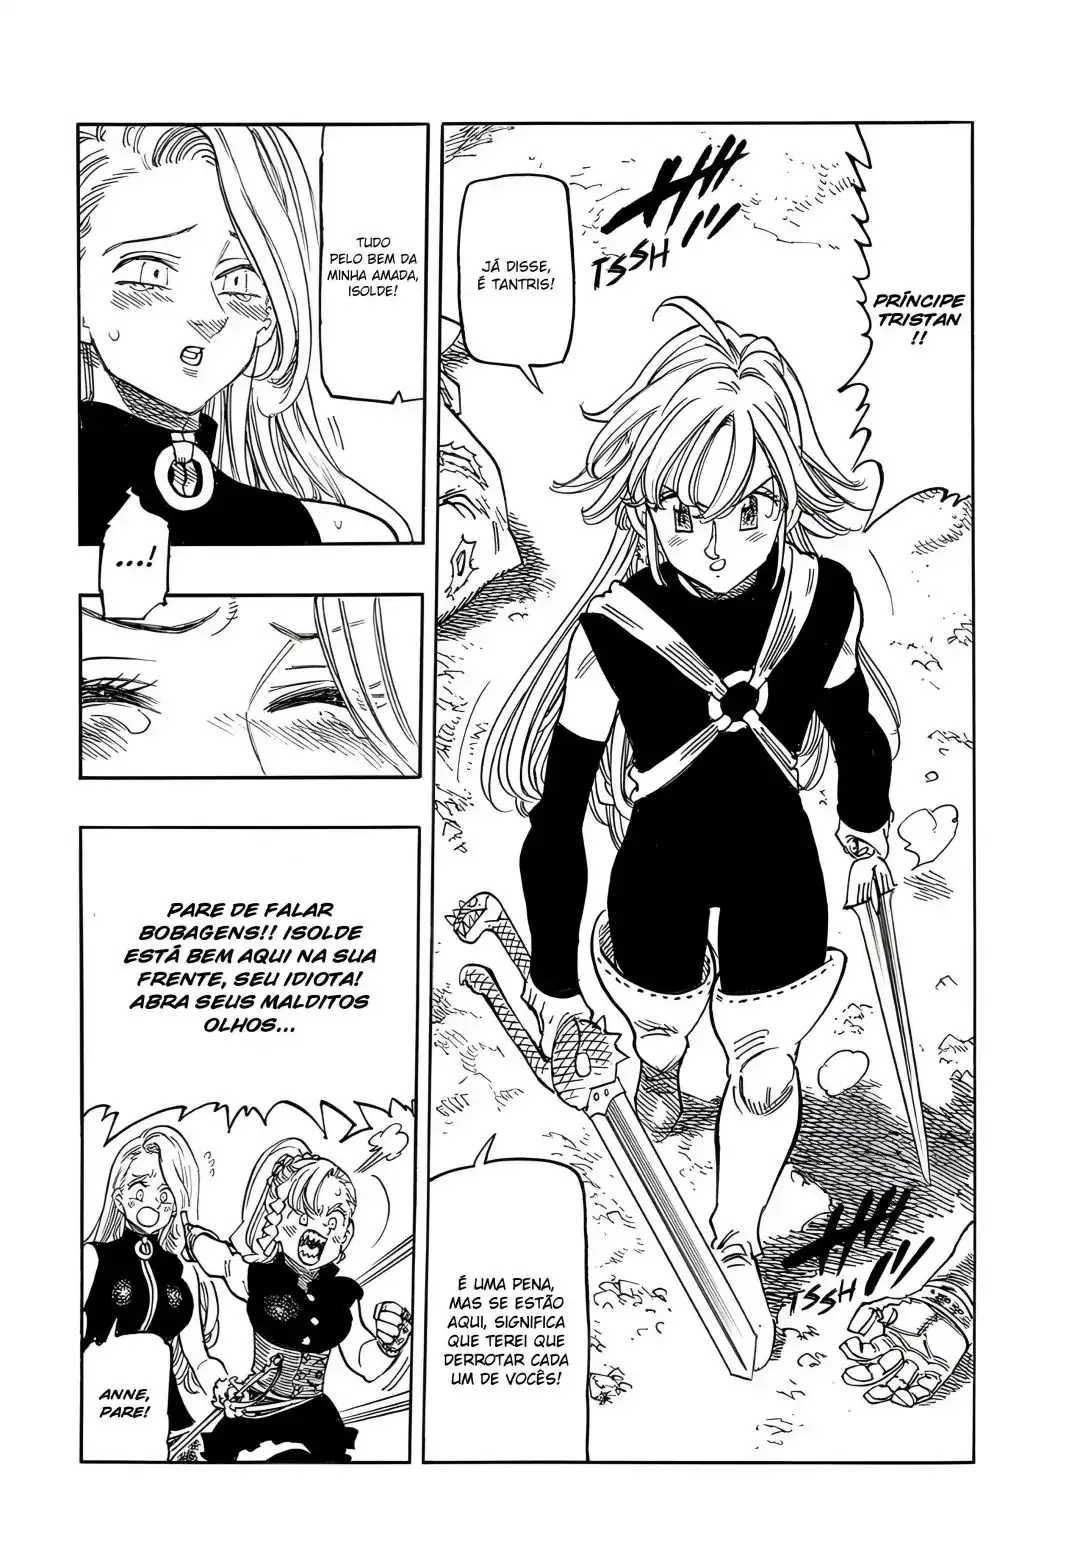 PRÍNCIPE
TRISTAN
!!
TSSH
JÁ DISSE,
É TANTRIS!
TSSH
É UMA PENA,
MAS SE ESTÃO
AQUI, SIGNIFICA
QUE TEREI QUE
DERROTAR CADA
UM DE VOCÊS!
TUDO
PELO BEM DA
MINHA AMADA,
ISOLDE!
...!
PARE DE FALAR
BOBAGENS!! ISOLDE
ESTÁ BEM AQUI NA SUA
FRENTE, SEU IDIOTA!
ABRA SEUS MALDITOS
OLHOS...
ANNE,
PARE!